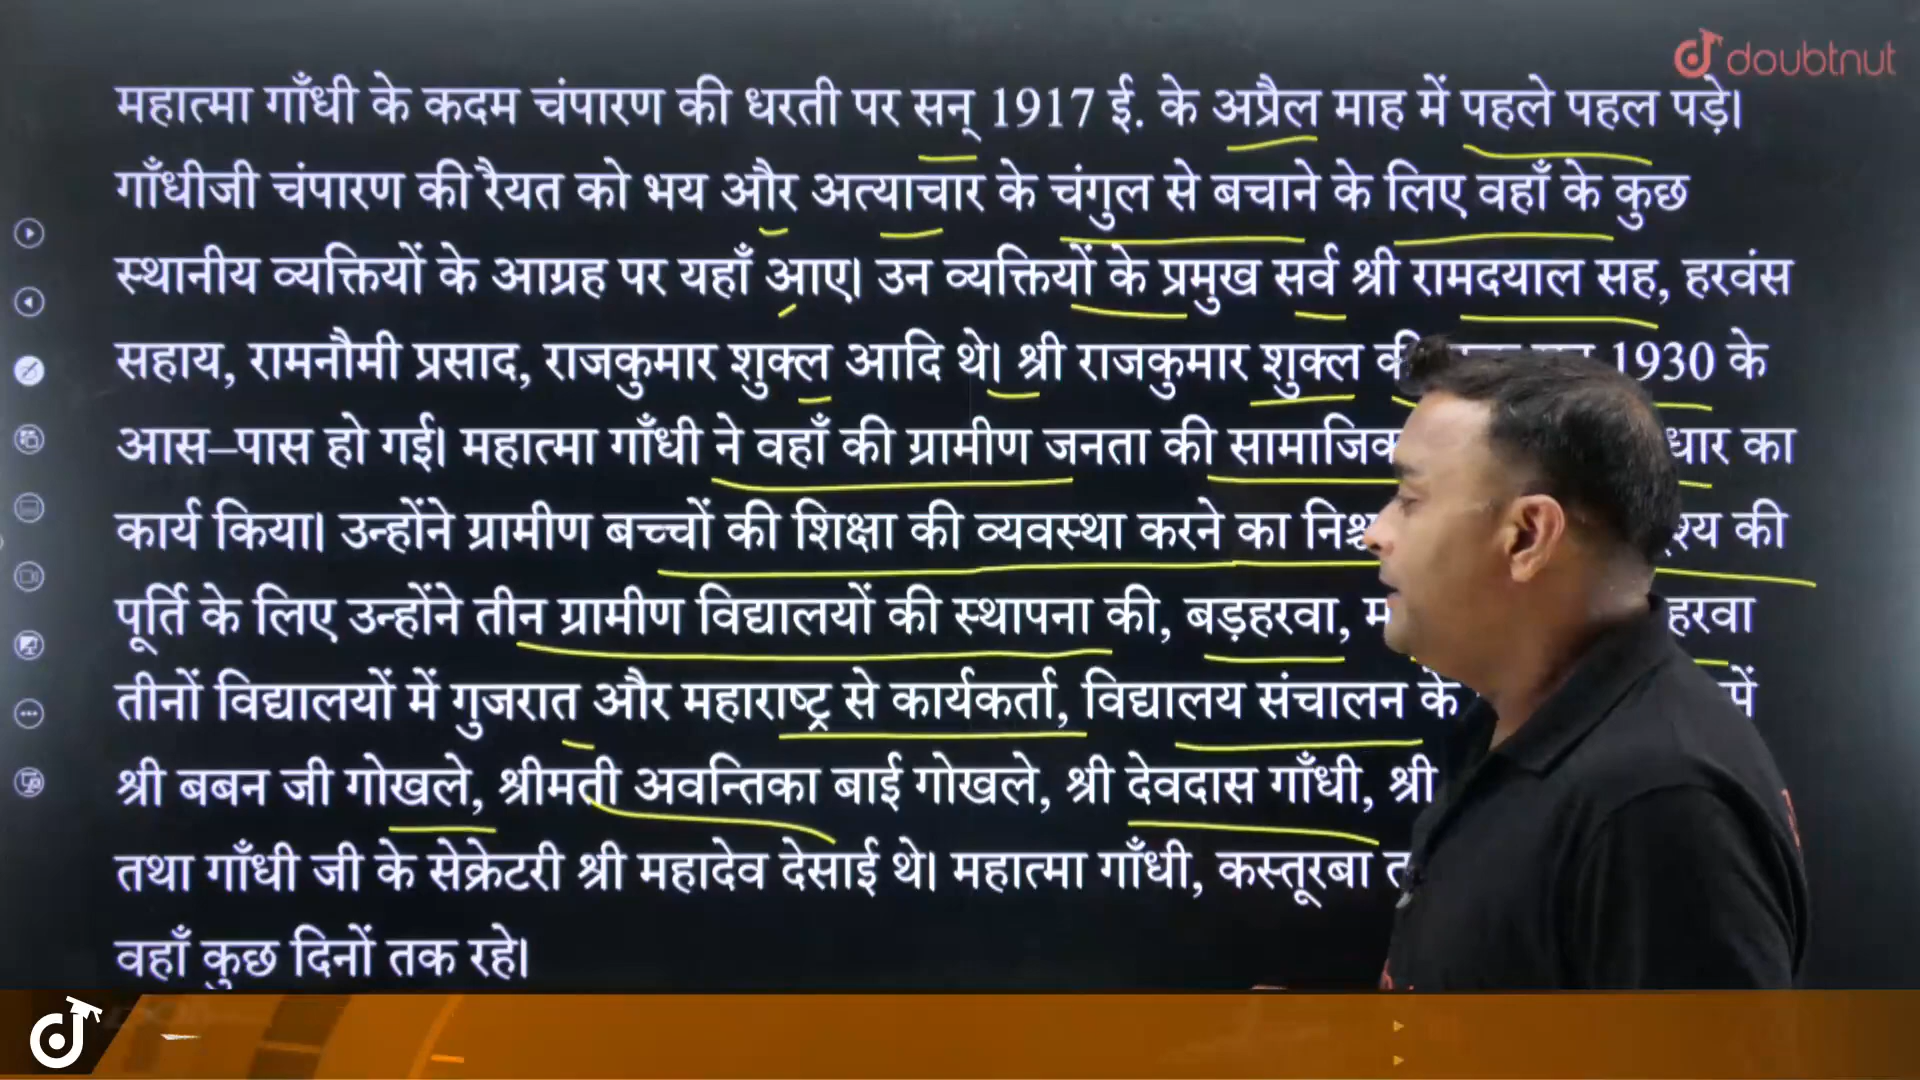 doubtnut
महात्मा गाँधी के कदम चंपारण की धरती पर सन् 1917 ई. के अप्रैल माह में पहले पहल पड़े।
गाँधीजी चंपारण की रैयत को भय और अत्याचार के चंगुल से बचाने के लिए वहाँ के कुछ
स्थानीय व्यक्तियों के आग्रह पर यहाँ आए। उन व्यक्तियों के प्रमुख सर्व श्री रामदयाल सह, हरवंस
सहाय, रामनौमी प्रसाद, राजकुमार शुक्ल आदि थे। श्री राजकुमार शुक्ल की 1930 के
आस–पास हो गई। महात्मा गाँधी ने वहाँ की ग्रामीण जनता की सामाजिक धार का
कार्य किया। उन्होंने ग्रामीण बच्चों की शिक्षा की व्यवस्था करने का की
पूर्ति के लिए उन्होंने तीन ग्रामीण विद्यालयों की स्थापना की, बड़हरवा, हरवा
तीनों विद्यालयों में गुजरात और महाराष्ट्र से कार्यकर्ता, विद्यालय संचालन के में
श्री बबन जी गोखले, श्रीमती अवन्तिका बाई गोखले, श्री देवदास गाँधी, श्री
तथा गाँधी जी के सेक्रेटरी श्री महादेव देसाई थे। महात्मा गाँधी, कस्तूरबा
वहाँ कुछ दिनों तक रहे।